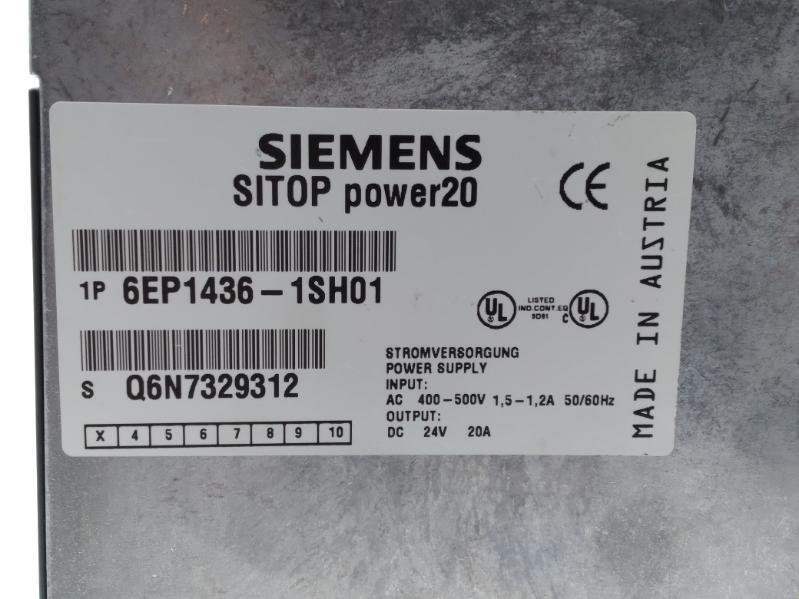 SIEMENS
SITOP power20
CE
1P 6EP1436-1SH01
S Q6N7329312
X 4 5 6 7 8 9 10
UL LISTED
IND.CONT.EQ
C UL
STROMVERSORGUNG
POWER SUPPLY
INPUT:
AC 400-500V 1,5-1,2A 50/60Hz
OUTPUT:
DC 24V 20A
MADE IN AUSTRIA